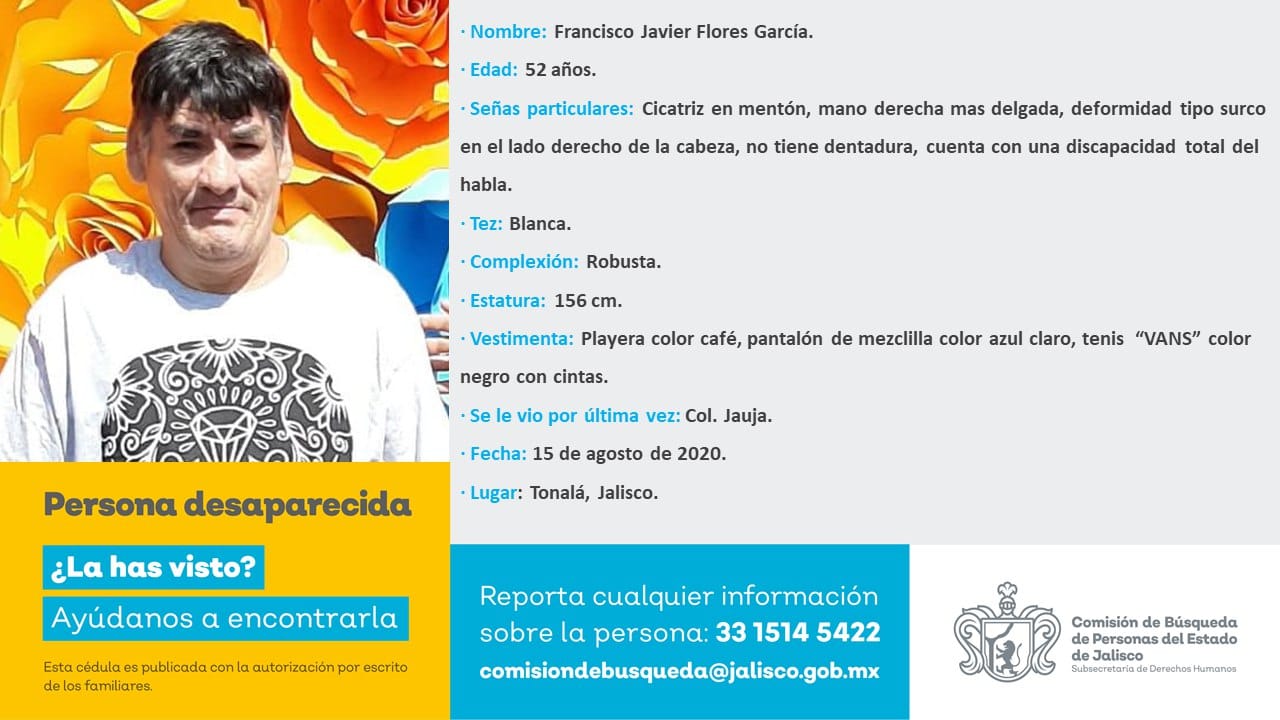 · Nombre: Francisco Javier Flores García.
· Edad: 52 años.
· Señas particulares: Cicatriz en mentón, mano derecha mas delgada, deformidad tipo surco
en el lado derecho de la cabeza, no tiene dentadura, cuenta con una discapacidad total del
habla.
· Tez: Blanca.
· Complexión: Robusta.
· Estatura: 156 cm.
· Vestimenta: Playera color café, pantalón de mezclilla color azul claro, tenis “VANS” color
negro con cintas.
· Se le vio por última vez: Col. Jauja.
· Fecha: 15 de agosto de 2020.
· Lugar: Tonalá, Jalisco.
Persona desaparecida
¿La has visto?
Ayúdanos a encontrarla
Esta cédula es publicada con la autorización por escrito
de los familiares.
Reporta cualquier información
sobre la persona: 33 1514 5422
comisiondebusqueda@jalisco.gob.mx
Comisión de Búsqueda
de Personas del Estado
de Jalisco
Subsecretaría de Derechos Humanos